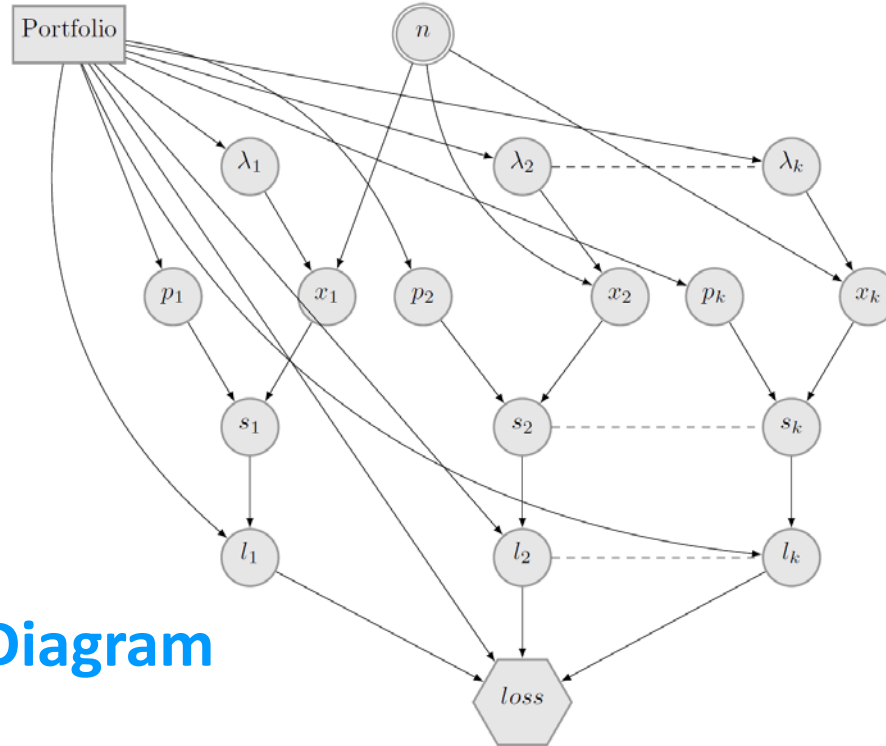 Portfolio
n
λ₁
λ₂
λₖ
p₁
x₁
p₂
x₂
pₖ
xₖ
s₁
s₂
sₖ
l₁
l₂
lₖ
Diagram
loss